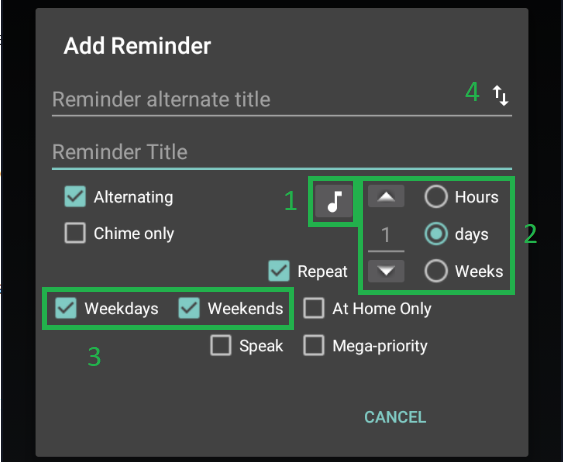 Add Reminder
Reminder alternate title 4
Reminder Title
Alternating 1 Hours
Chime only 1 days 2
Repeat Weeks
Weekdays Weekends At Home Only
3 Speak Mega-priority
CANCEL